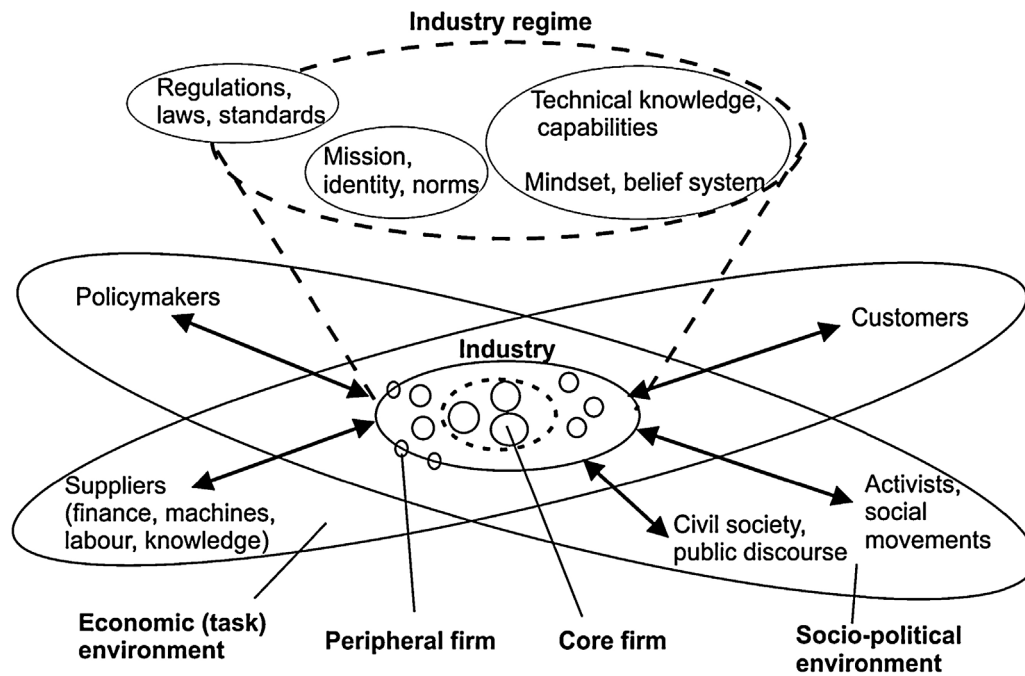 Industry regime
Regulations,
laws, standards
Technical knowledge,
capabilities
Mission,
identity, norms
Mindset, belief system
Policymakers
Customers
Industry
Suppliers
(finance, machines,
labour, knowledge)
Civil society,
public discourse
Activists,
social
movements
Economic (task)
environment
Peripheral firm
Core firm
Socio-political
environment